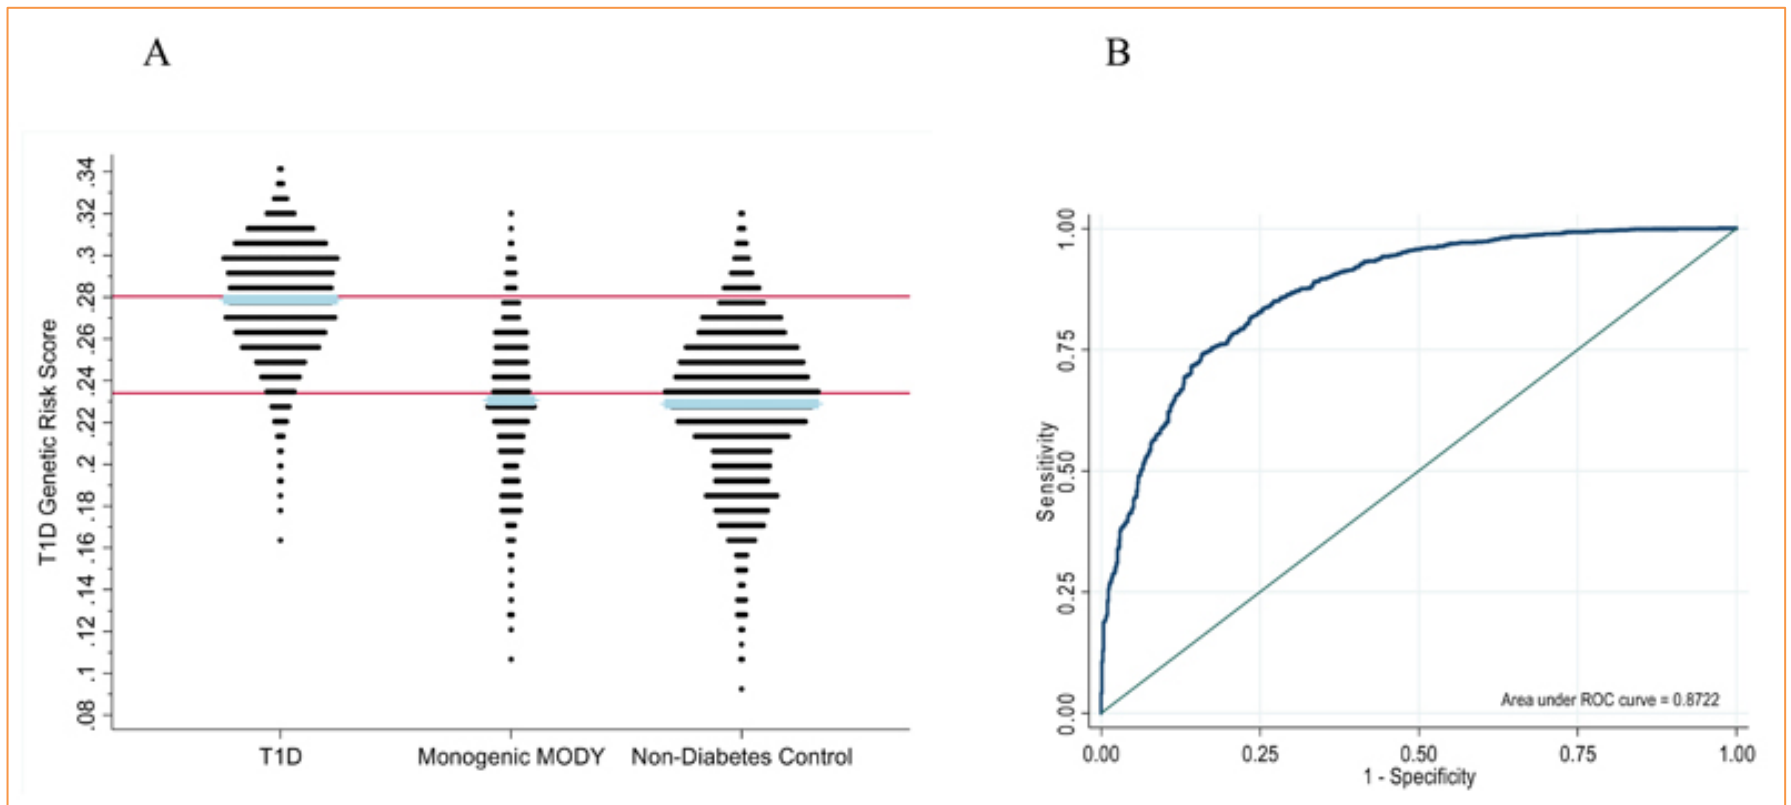 A
B
T1D Genetic Risk Score
.34
.32
.3
.28
.26
.24
.22
.2
.18
.16
.14
.12
.1
.08
T1D
Monogenic MODY
Non-Diabetes Control
Sensitivity
1.00
0.75
0.50
0.25
0.00
Area under ROC curve = 0.8722
0.00
0.25
0.50
0.75
1.00
1 - Specificity